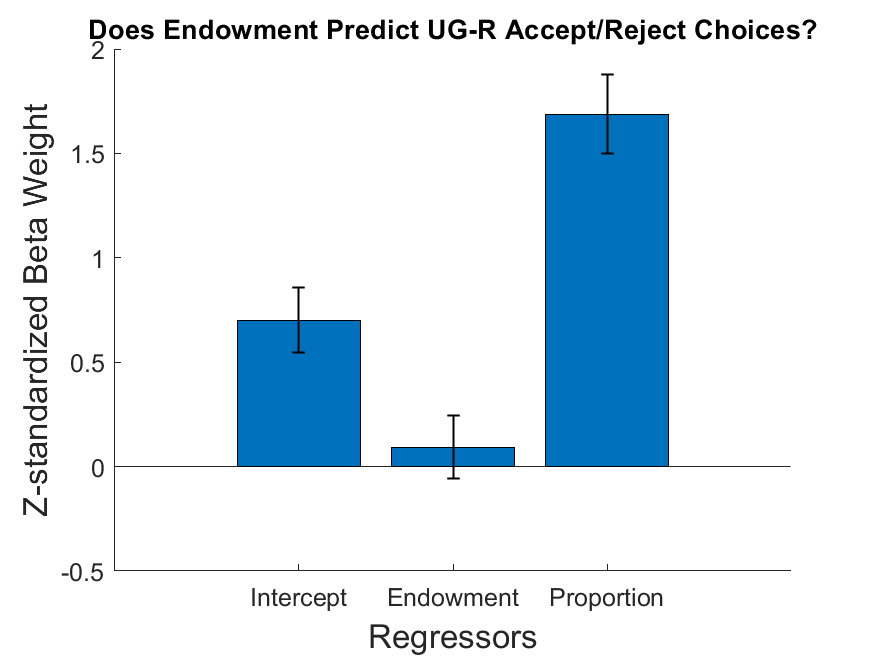 Does Endowment Predict UG-R Accept/Reject Choices?
Z-standardized Beta Weight
2
1.5
1
0.5
0
-0.5
Intercept
Endowment
Proportion
Regressors